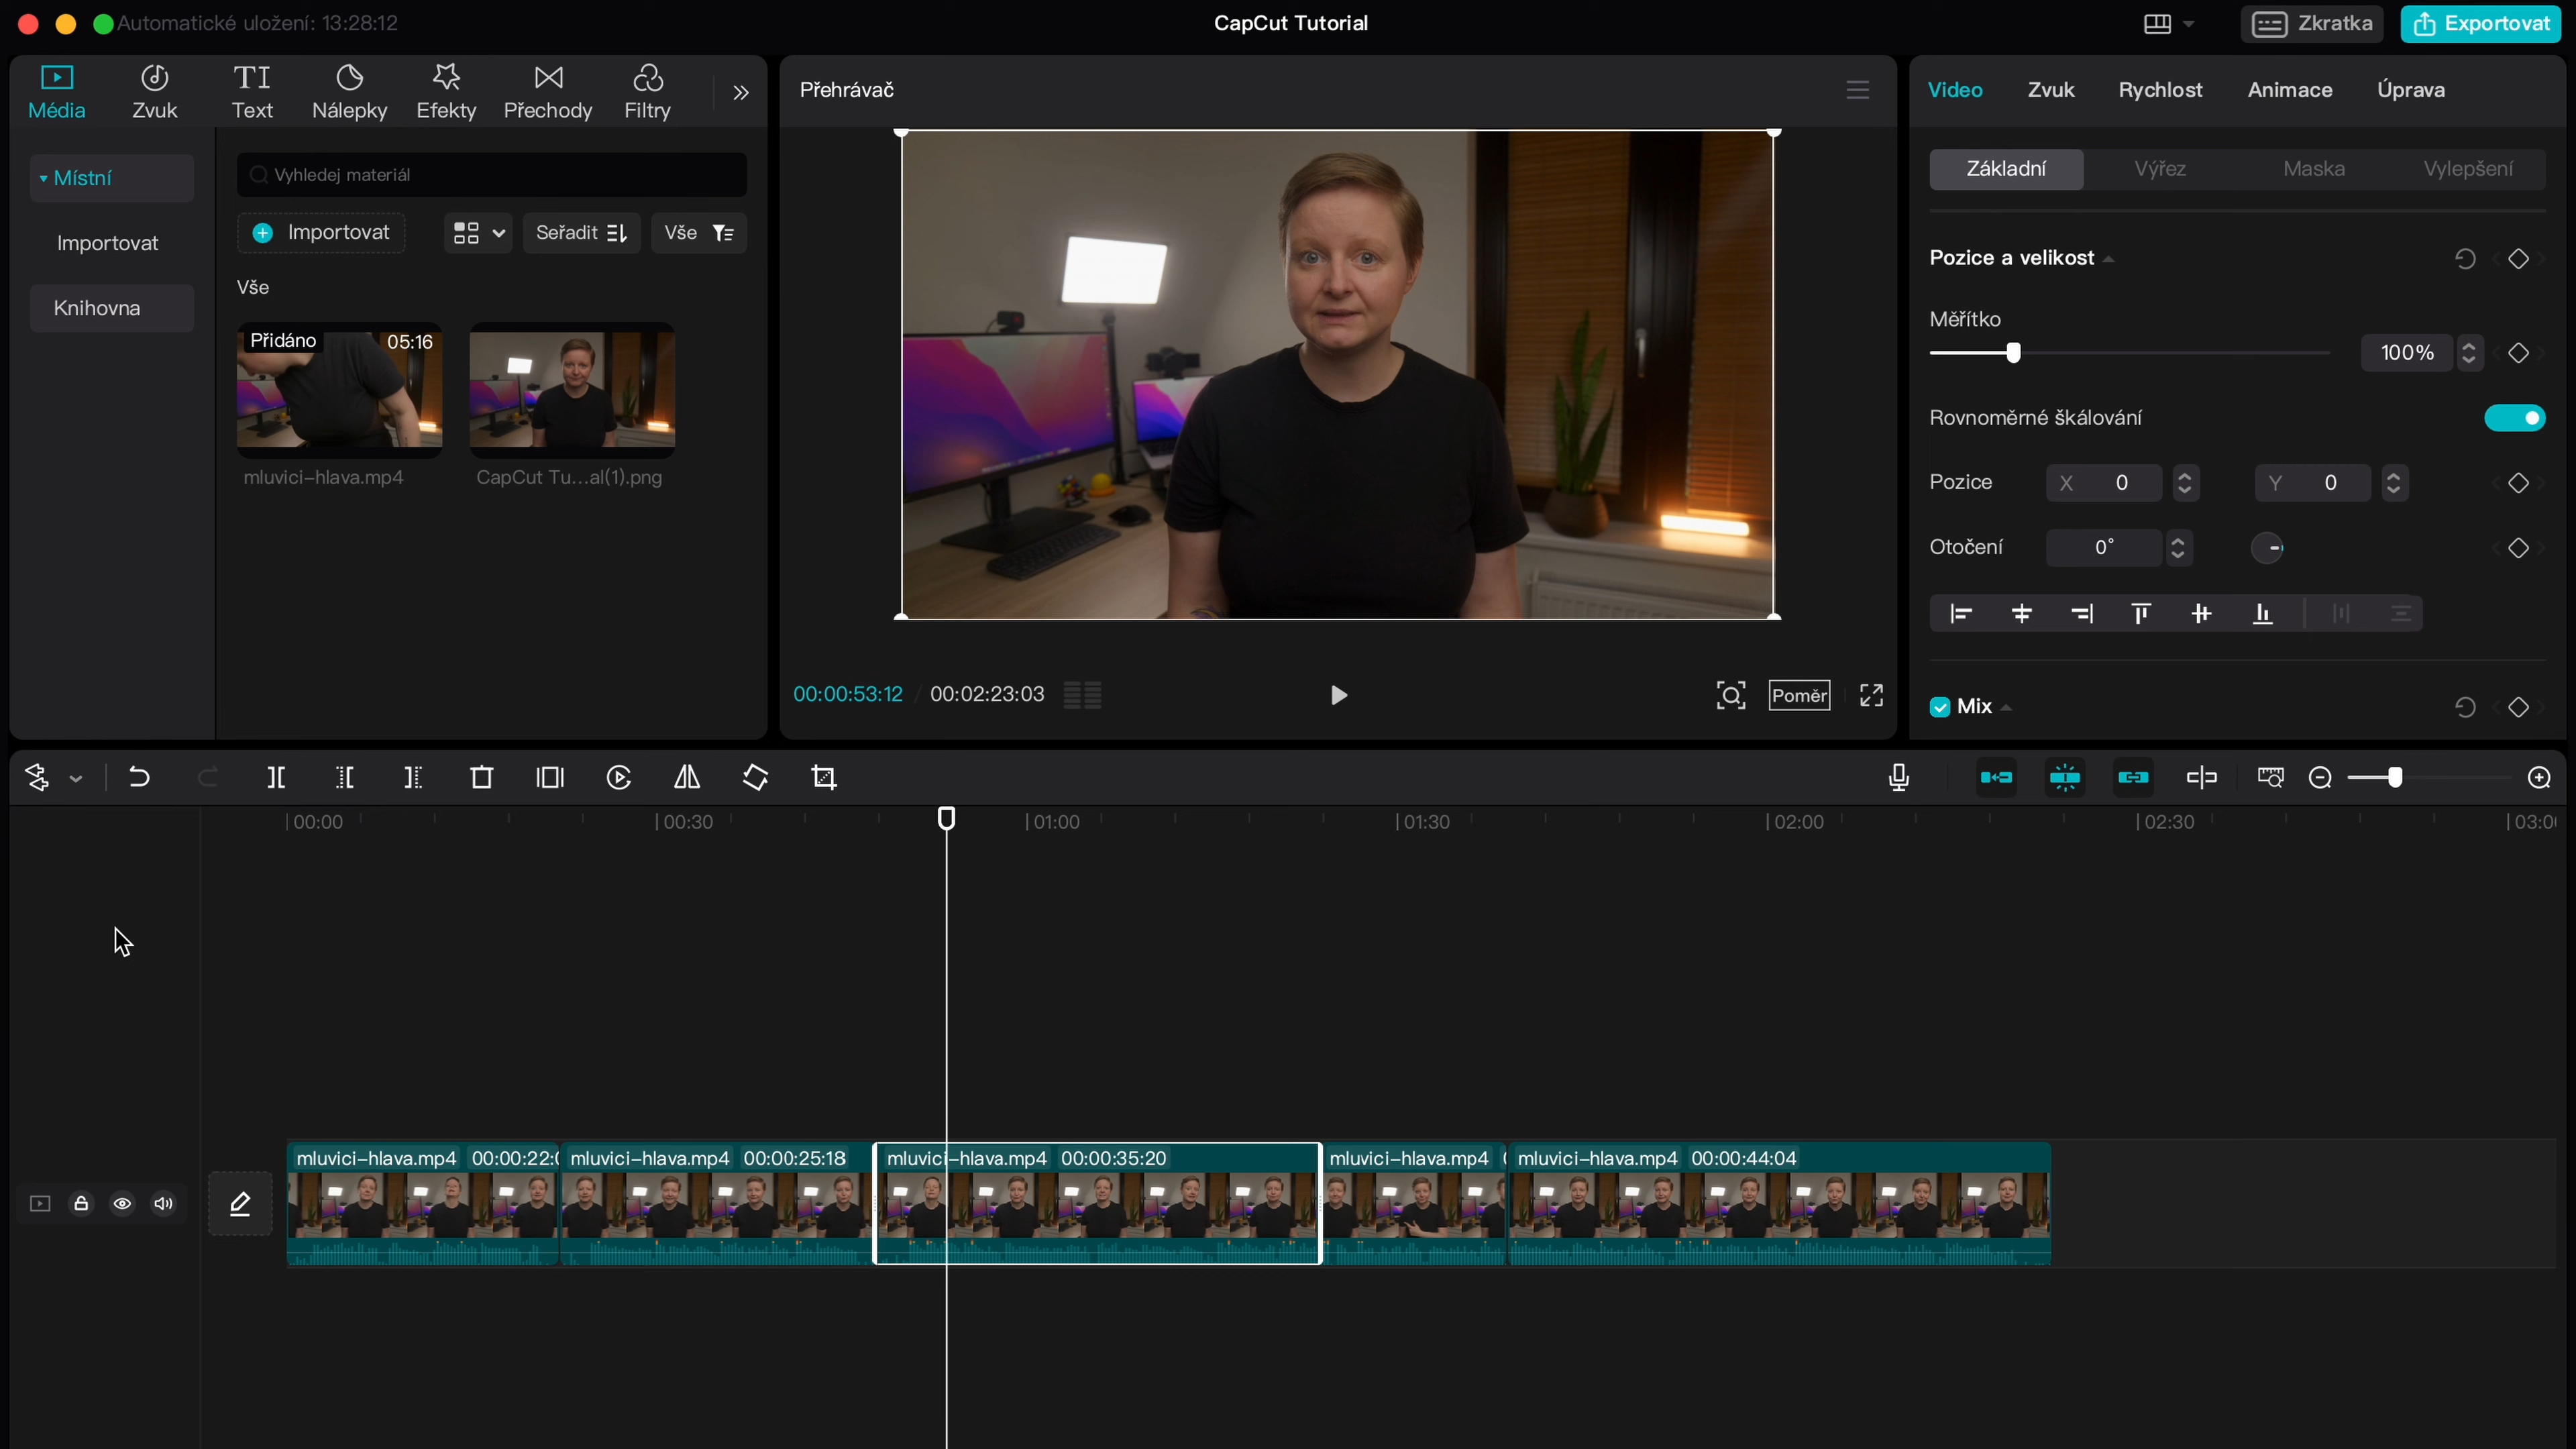 Automatické uložení: 13:28:12
CapCut Tutorial
Zkratka
Exportovat
Média
Zvuk
Text
Nálepky
Efekty
Přechody
Filtry
Místní
Importovat
Knihovna
Vyhledej materiál
Importovat
Seřadit
Vše
Vše
Přidáno 05:16
mluvici-hlava.mp4
CapCut Tu...al(1).png
Přehrávač
00:00:53:12 / 00:02:23:03
Poměr
Video
Zvuk
Rychlost
Animace
Úprava
Základní
Výřez
Maska
Vylepšení
Pozice a velikost
Měřítko
100%
Rovnoměrné škálování
Pozice X 0 Y 0
Otočení 0°
Mix
00:00 00:30 01:00 01:30 02:00 02:30
mluvici-hlava.mp4
mluvici-hlava.mp4 00:00:25:18
mluvici-hlava.mp4 00:00:35:20
mluvici-hlava.mp4
mluvici-hlava.mp4 00:00:44:04